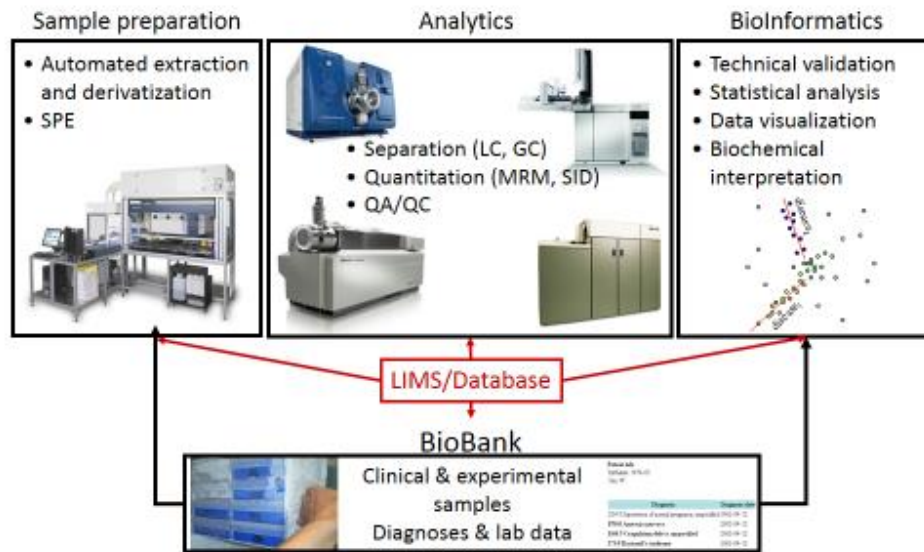 Sample preparation
• Automated extraction
and derivatization
• SPE
Analytics
• Separation (LC, GC)
• Quantitation (MRM, SID)
• QA/QC
BioInformatics
• Technical validation
• Statistical analysis
• Data visualization
• Biochemical
interpretation
LIMS/Database
BioBank
Clinical & experimental
samples
Diagnoses & lab data
Diagnosis